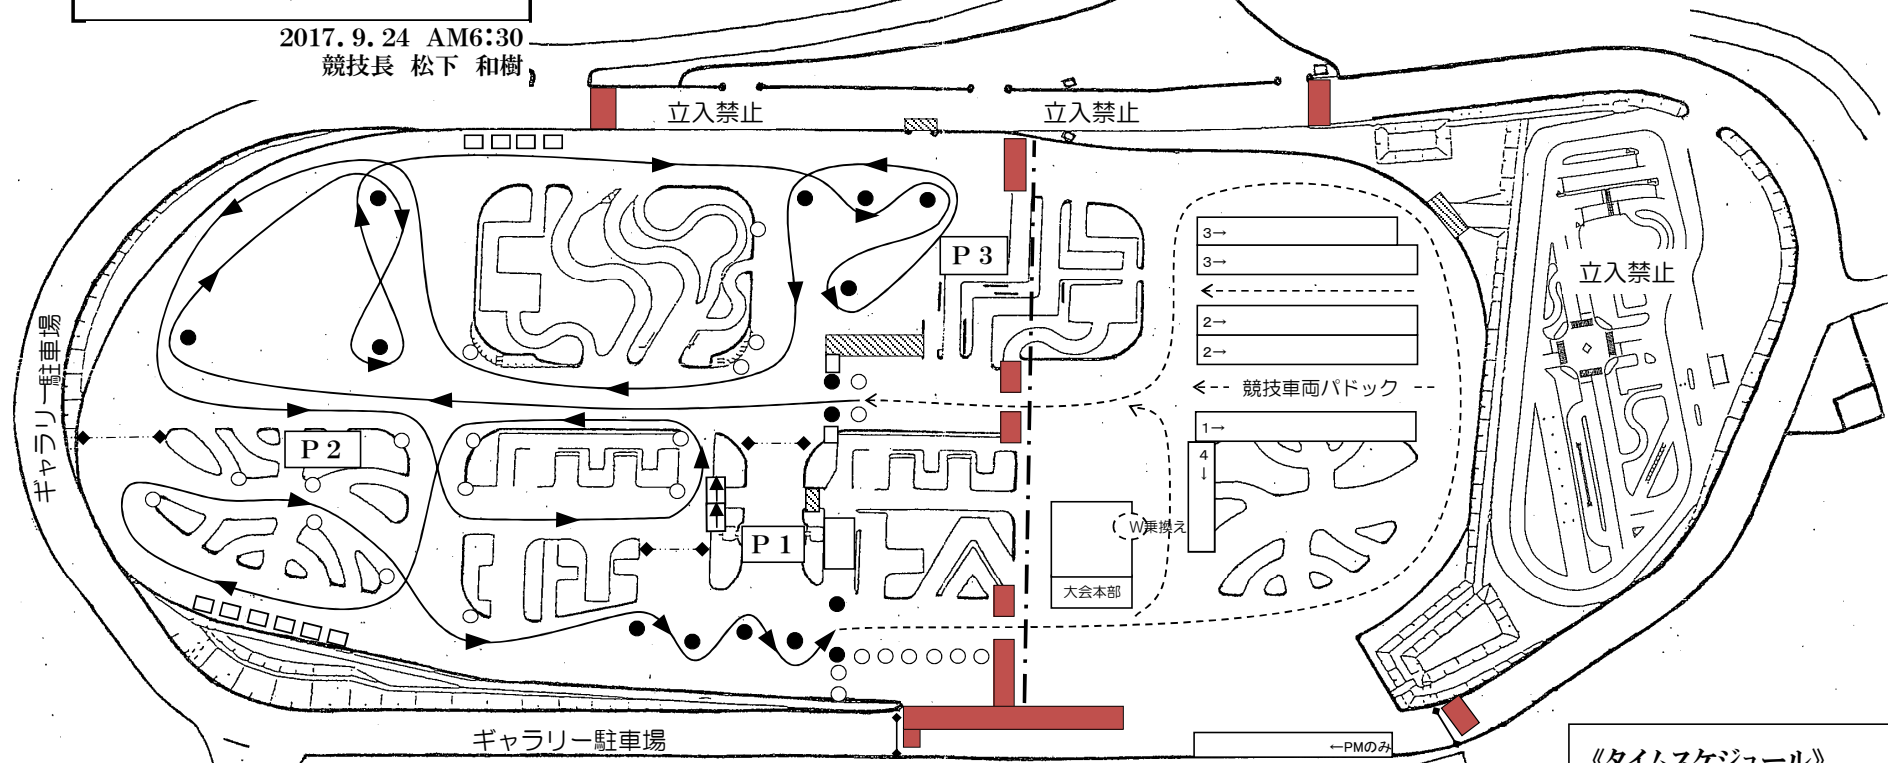 2017. 9. 24 AM6:30
競技長 松下 和樹
立入禁止
立入禁止
P 3
3→
3→
立入禁止
2→
2→
競技車両パドック
ギャラリー駐車場
P 2
1→
4→
W乗換え
P 1
大会本部
ギャラリー駐車場
←PMのみ
《タイムスケジュール》